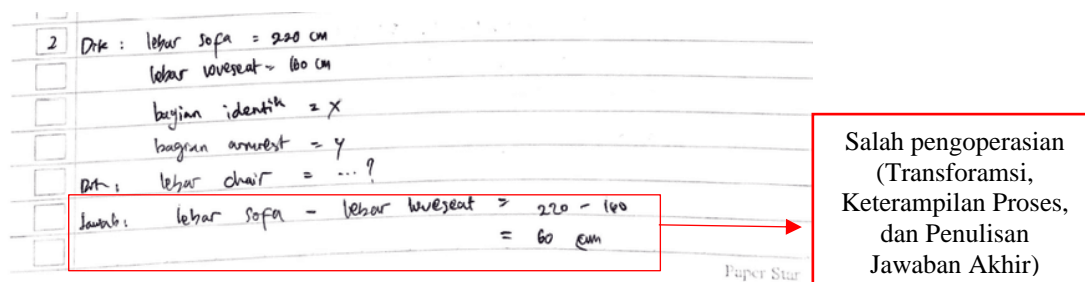 2 Dik : lebar sofa = 220 cm
lebar loveseat = 160 cm
bagian identik = x
bagian armrest = y
Dit : lebar chair = ... ?
Jawab : lebar sofa - lebar loveseat = 220 - 160
= 60 cm
Paper Star
Salah pengoperasian
(Transforamsi,
Keterampilan Proses,
dan Penulisan
Jawaban Akhir)